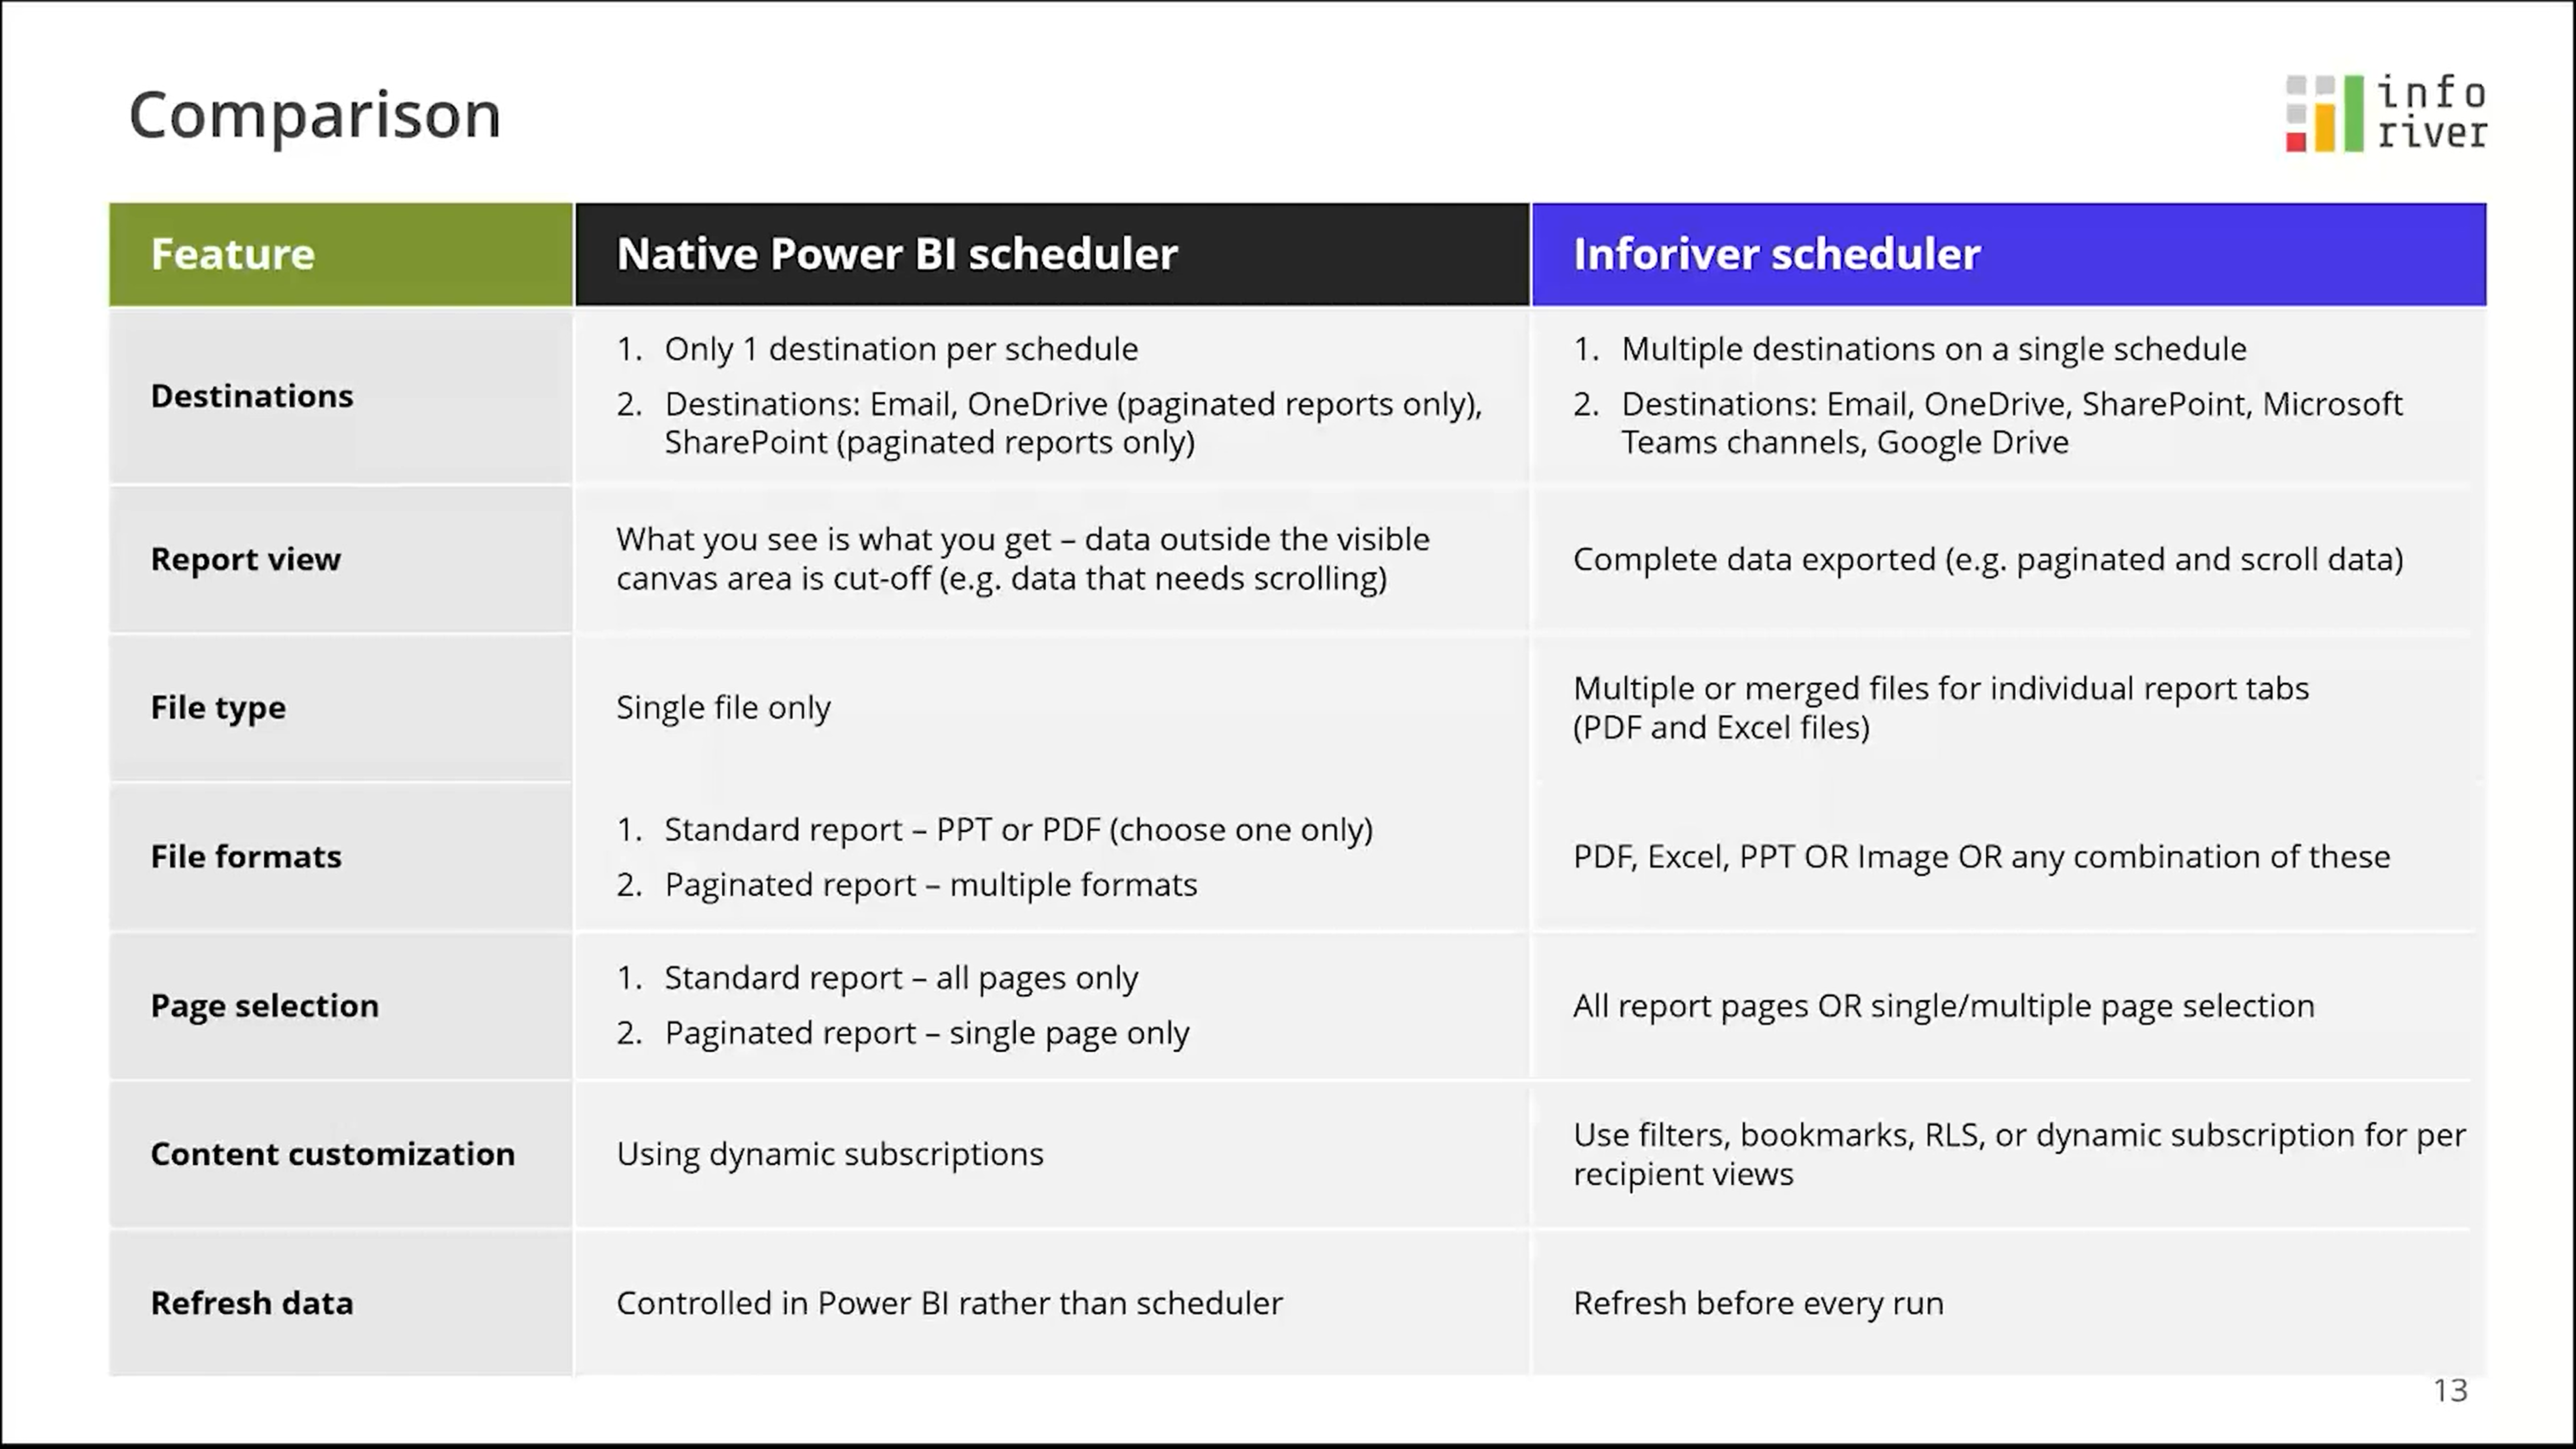 Comparison
info
river
Feature
Native Power BI scheduler
Inforiver scheduler
Destinations
1. Only 1 destination per schedule
2. Destinations: Email, OneDrive (paginated reports only),
SharePoint (paginated reports only)
1. Multiple destinations on a single schedule
2. Destinations: Email, OneDrive, SharePoint, Microsoft
Teams channels, Google Drive
Report view
What you see is what you get – data outside the visible
canvas area is cut-off (e.g. data that needs scrolling)
Complete data exported (e.g. paginated and scroll data)
File type
Single file only
Multiple or merged files for individual report tabs
(PDF and Excel files)
File formats
1. Standard report – PPT or PDF (choose one only)
2. Paginated report – multiple formats
PDF, Excel, PPT OR Image OR any combination of these
Page selection
1. Standard report – all pages only
2. Paginated report – single page only
All report pages OR single/multiple page selection
Content customization
Using dynamic subscriptions
Use filters, bookmarks, RLS, or dynamic subscription for per
recipient views
Refresh data
Controlled in Power BI rather than scheduler
Refresh before every run
13